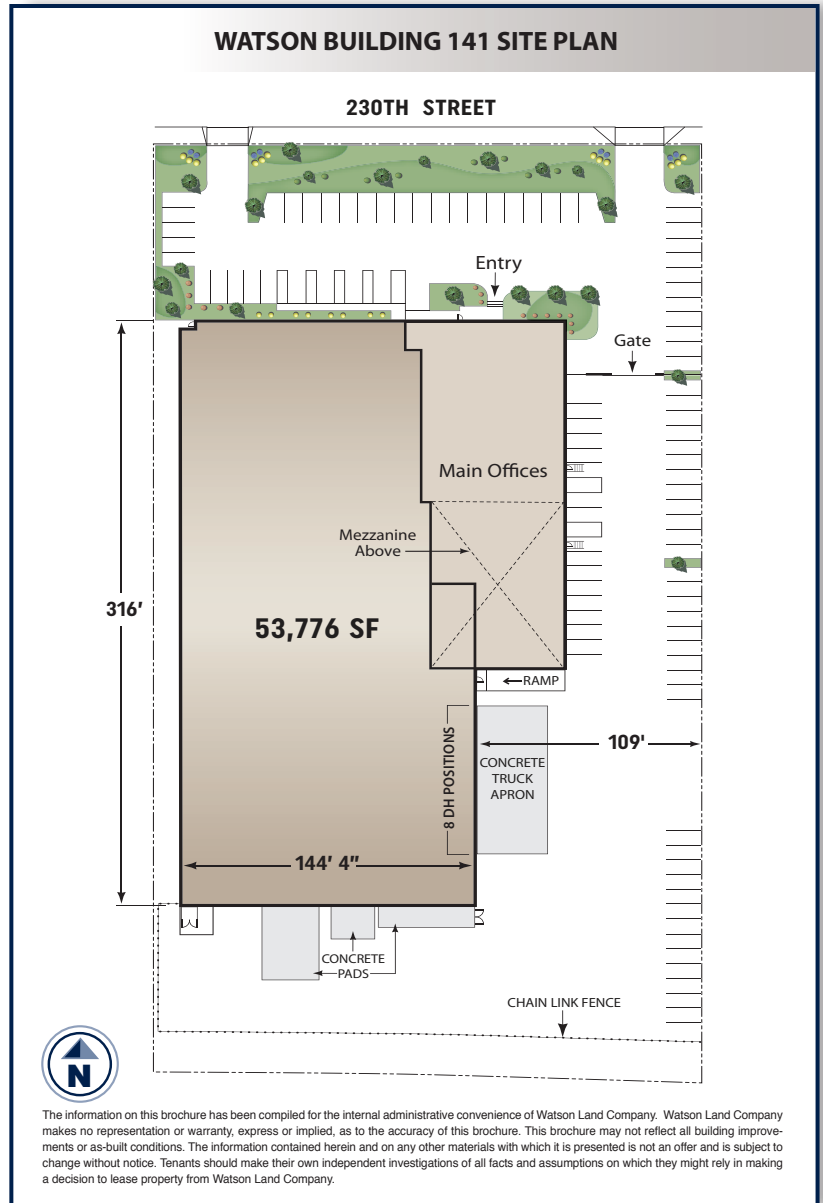 WATSON BUILDING 141 SITE PLAN
230TH STREET
Entry
Gate
Main Offices
Mezzanine
Above
316’
53,776 SF
←RAMP
8 DH POSITIONS
CONCRETE
TRUCK
APRON
109'
144’ 4”
CONCRETE
PADS
CHAIN LINK FENCE
N
The information on this brochure has been compiled for the internal administrative convenience of Watson Land Company. Watson Land Company
makes no representation or warranty, express or implied, as to the accuracy of this brochure. This brochure may not reflect all building improve-
ments or as-built conditions. The information contained herein and on any other materials with which it is presented is not an offer and is subject to
change without notice. Tenants should make their own independent investigations of all facts and assumptions on which they might rely in making
a decision to lease property from Watson Land Company.